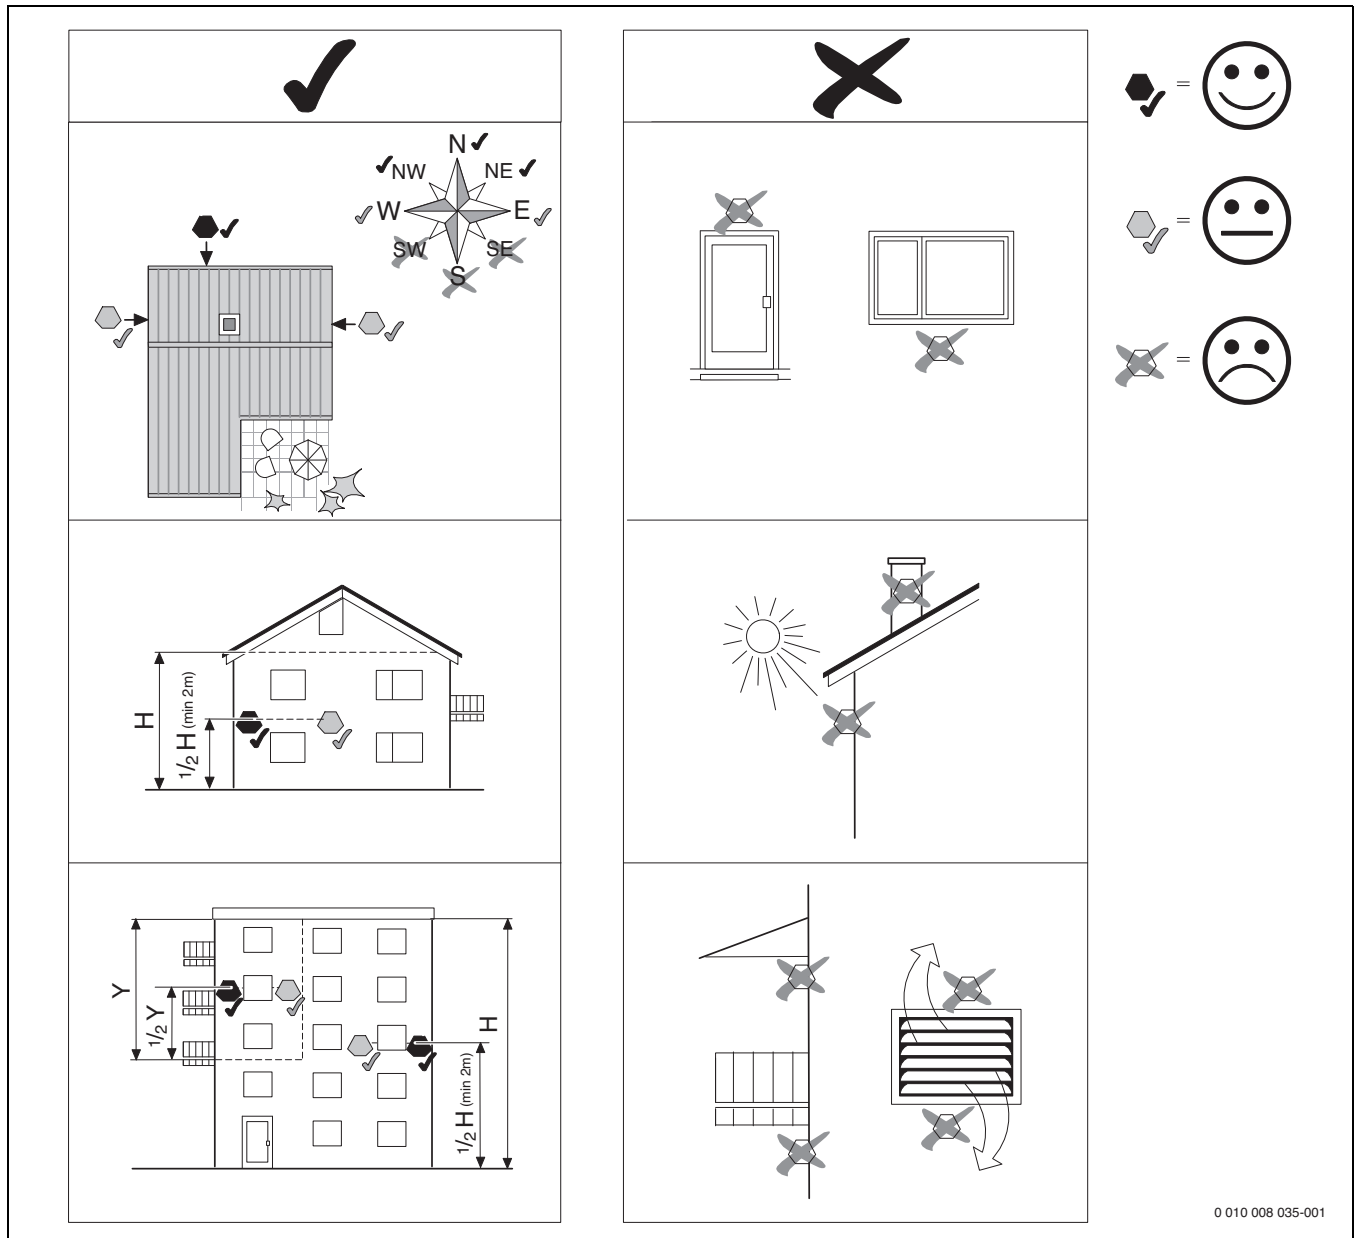 N
NW
NE
W
E
SW
SE
S
=
=
=
H
1/2 H (min 2m)
Y
1/2 Y
H
1/2 H (min 2m)
0 010 008 035-001